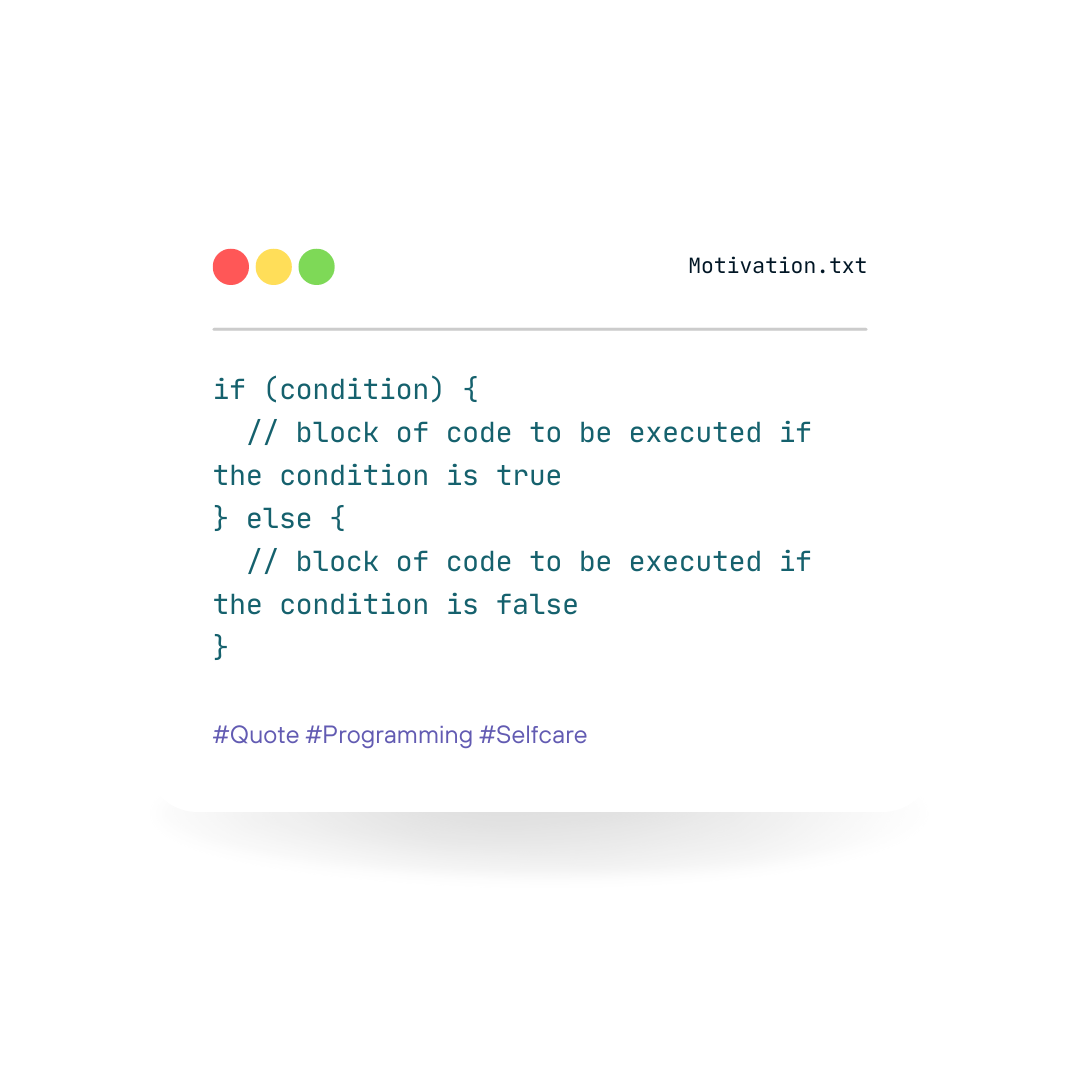 Motivation.txt
if (condition) {
  // block of code to be executed if
the condition is true
} else {
  // block of code to be executed if
the condition is false
}
#Quote #Programming #Selfcare